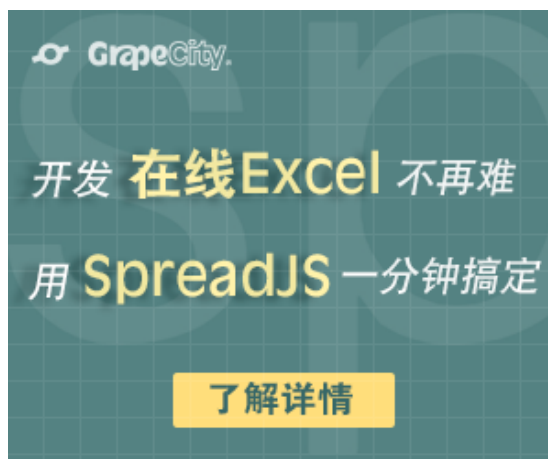 GrapeCity.
开发 在线Excel 不再难
用 SpreadJS 一分钟搞定
了解详情